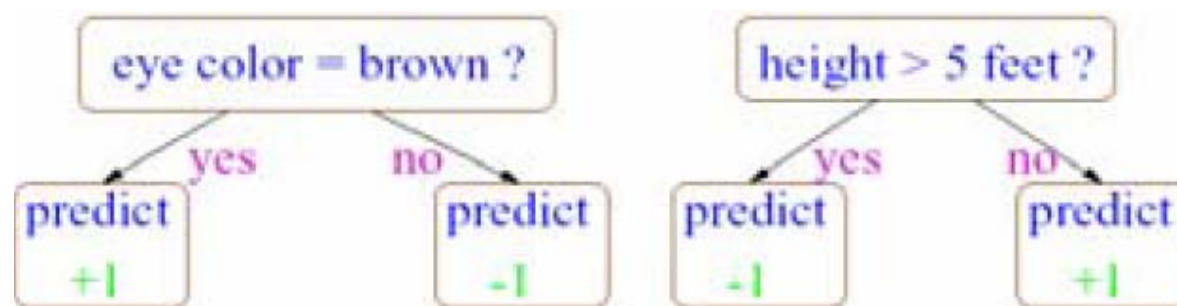 eye color = brown ?
yes
no
predict
+1
predict
-1
height > 5 feet ?
yes
no
predict
-1
predict
+1